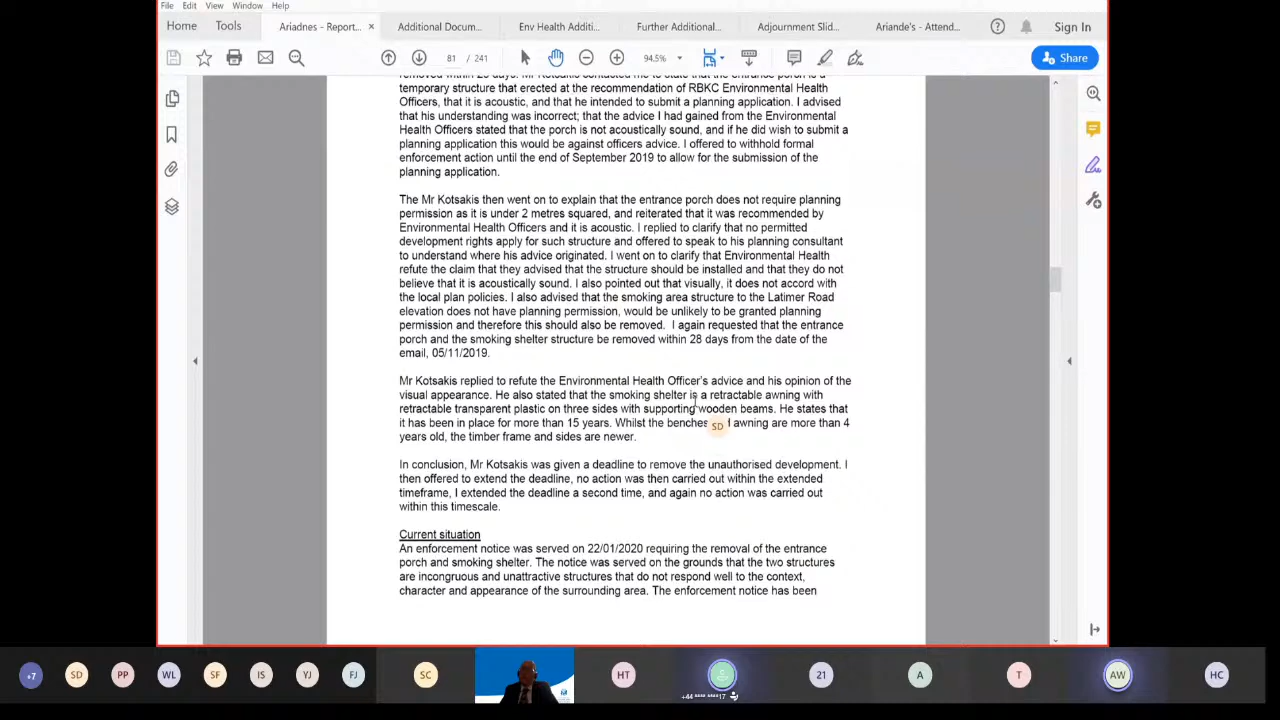 File Edit View Window Help
Home Tools Ariadnes - Report... × Additional Docum... Env Health Additi... Further Additional... Adjournment Slid... Ariande's - Attend... Sign In
81 / 241 94.5% Share
temporary structure that erected at the recommendation of RBKC Environmental Health
Officers, that it is acoustic, and that he intended to submit a planning application. I advised
that his understanding was incorrect; that the advice I had gained from the Environmental
Health Officers stated that the porch is not acoustically sound, and if he did wish to submit a
planning application this would be against officers advice. I offered to withhold formal
enforcement action until the end of September 2019 to allow for the submission of the
planning application.
The Mr Kotsakis then went on to explain that the entrance porch does not require planning
permission as it is under 2 metres squared, and reiterated that it was recommended by
Environmental Health Officers and it is acoustic. I replied to clarify that no permitted
development rights apply for such structure and offered to speak to his planning consultant
to understand where his advice originated. I went on to clarify that Environmental Health
refute the claim that they advised that the structure should be installed and that they do not
believe that it is acoustically sound. I also pointed out that visually, it does not accord with
the local plan policies. I also advised that the smoking area structure to the Latimer Road
elevation does not have planning permission, would be unlikely to be granted planning
permission and therefore this should also be removed. I again requested that the entrance
porch and the smoking shelter structure be removed within 28 days from the date of the
email, 05/11/2019.
Mr Kotsakis replied to refute the Environmental Health Officer's advice and his opinion of the
visual appearance. He also stated that the smoking shelter is a retractable awning with
retractable transparent plastic on three sides with supporting wooden beams. He states that
it has been in place for more than 15 years. Whilst the benches SD awning are more than 4
years old, the timber frame and sides are newer.
In conclusion, Mr Kotsakis was given a deadline to remove the unauthorised development. I
then offered to extend the deadline, no action was then carried out within the extended
timeframe, I extended the deadline a second time, and again no action was carried out
within this timescale.
Current situation
An enforcement notice was served on 22/01/2020 requiring the removal of the entrance
porch and smoking shelter. The notice was served on the grounds that the two structures
are incongruous and unattractive structures that do not respond well to the context,
character and appearance of the surrounding area. The enforcement notice has been
+7 SD PP WL SF IS YJ FJ SC HT 21 A T AW HC
+44 **** ****17